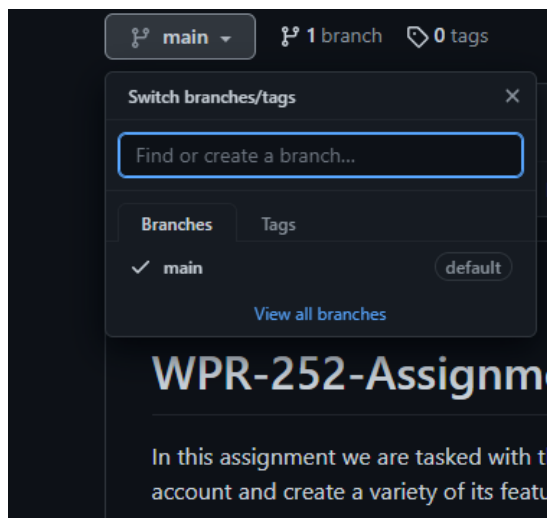 main 1 branch 0 tags
Switch branches/tags
Find or create a branch...
Branches Tags
main default
View all branches
WPR-252-Assignm
In this assignment we are tasked with t
account and create a variety of its featu